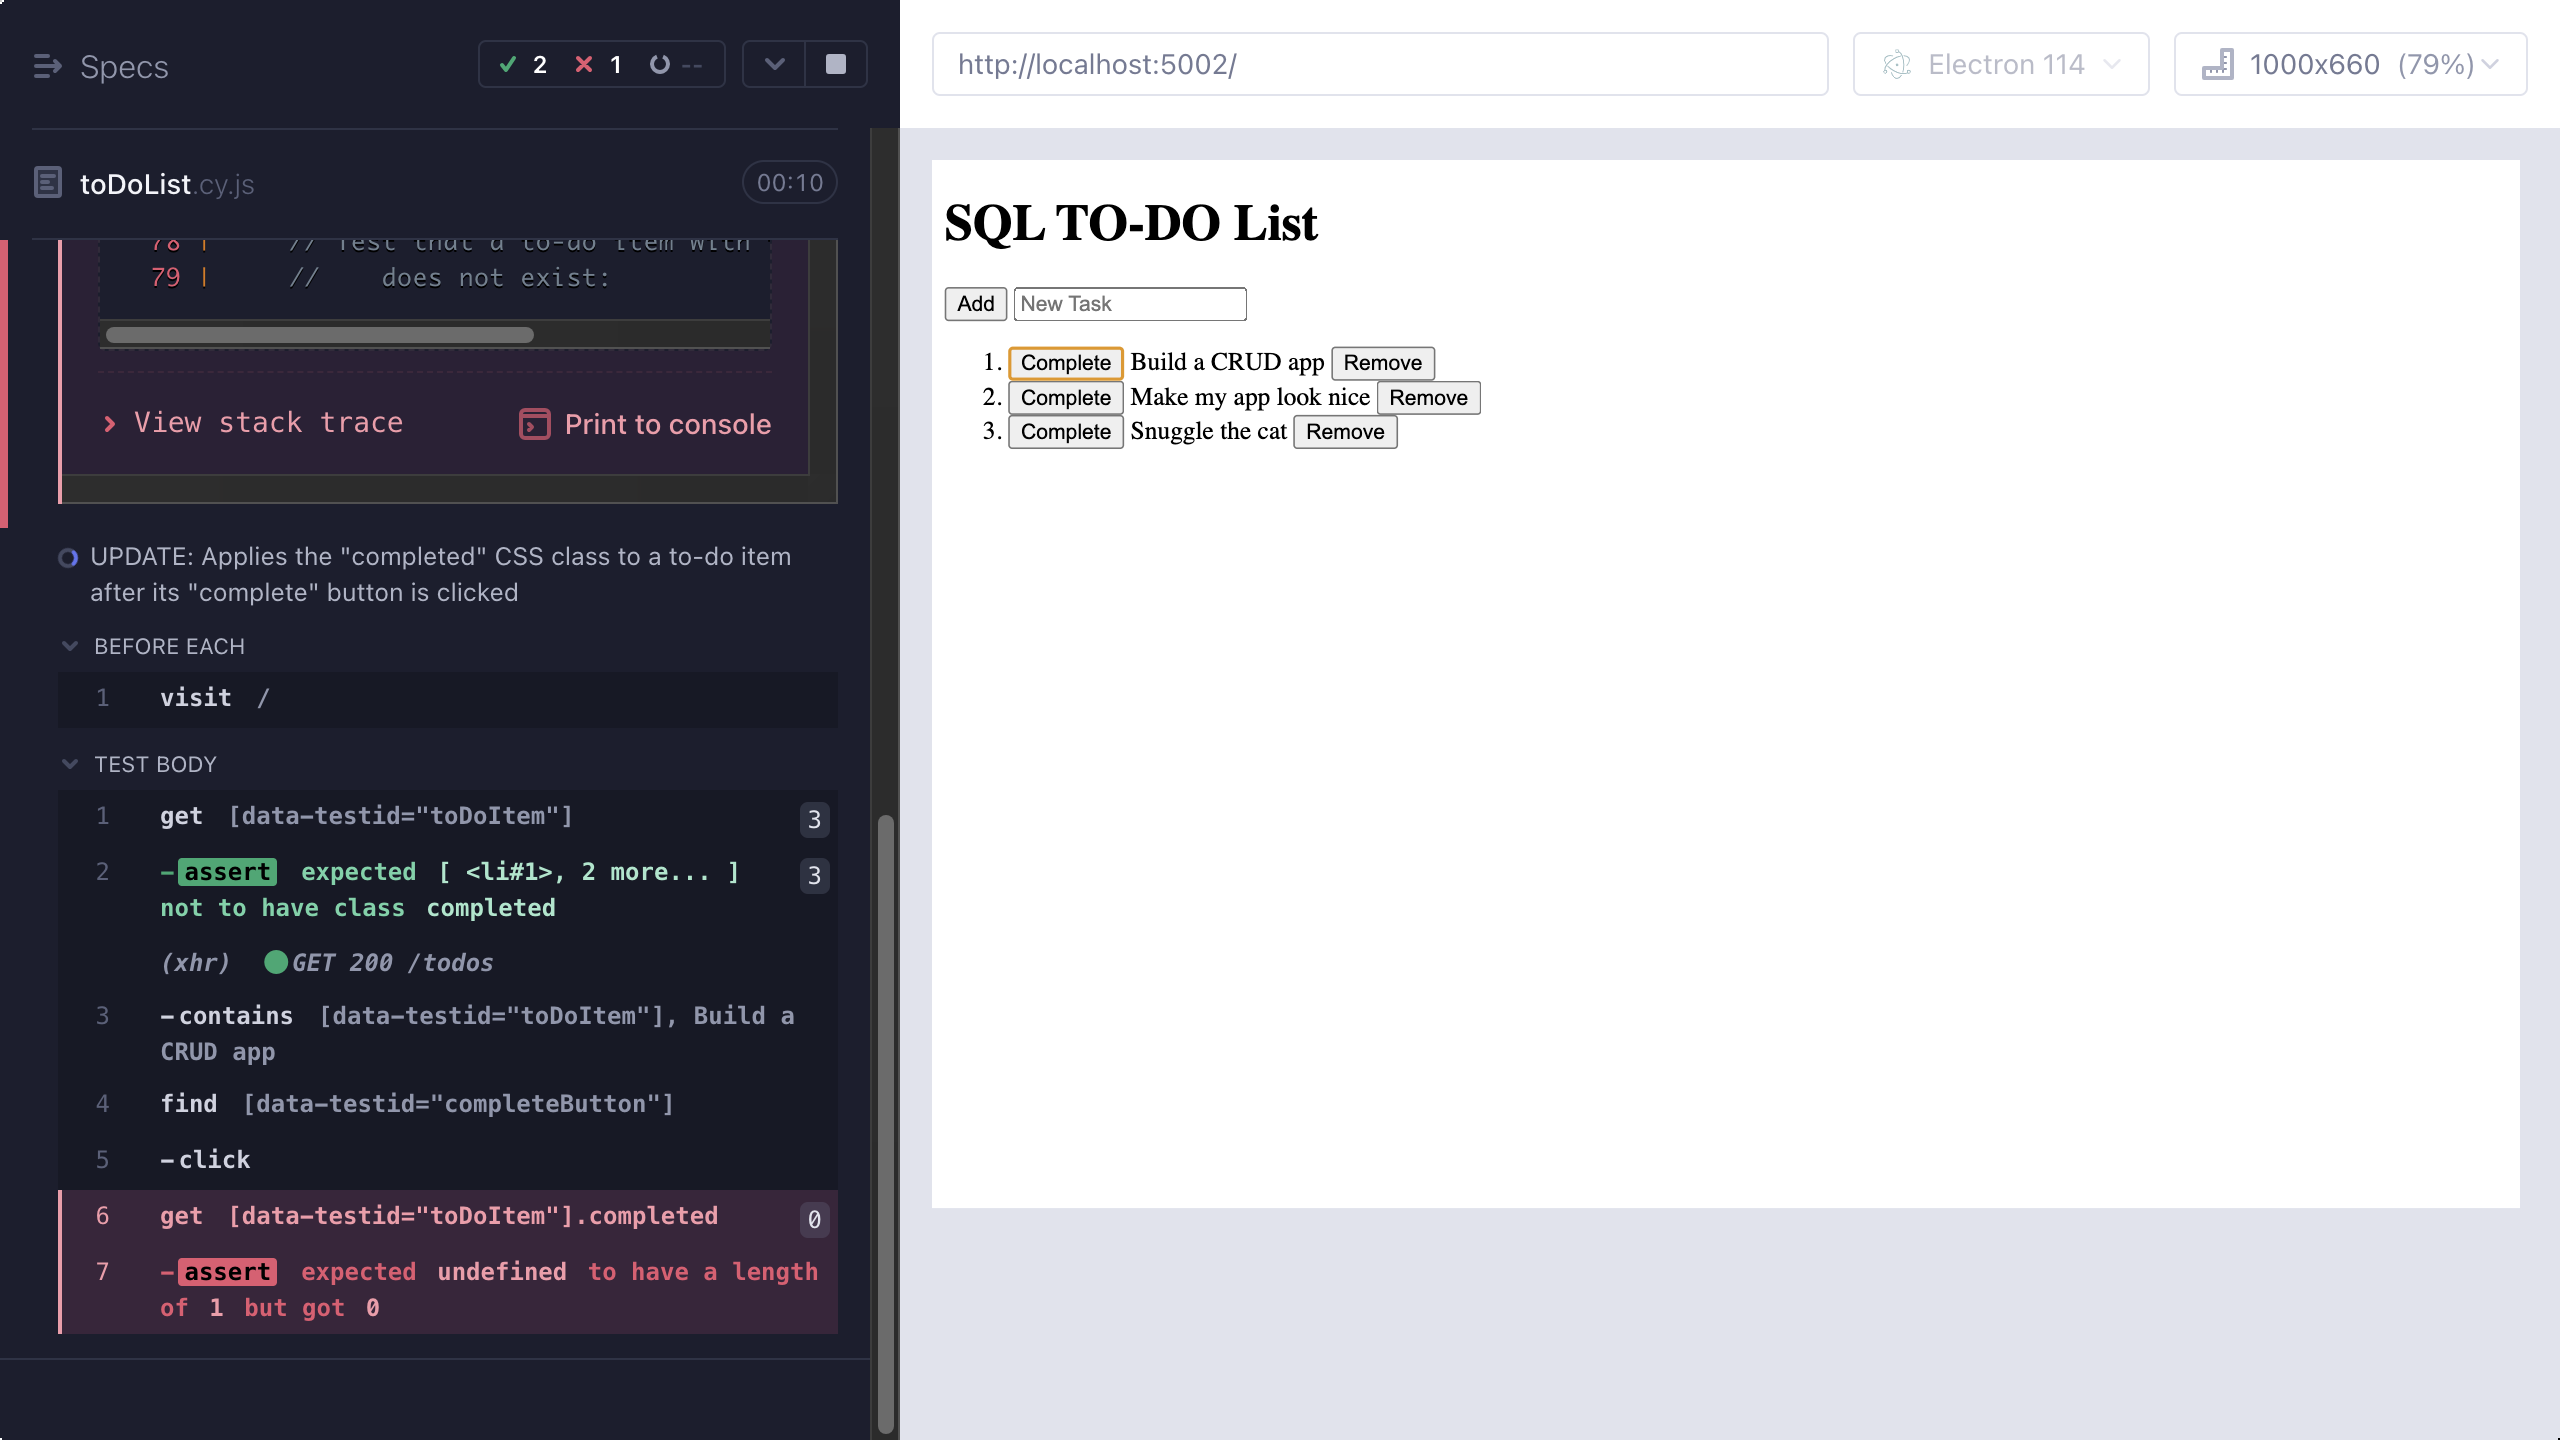 Specs
2
1
--
toDoList.cy.js
00:10
78 | // Test that a to-do item with
79 | // does not exist:
View stack trace
Print to console
UPDATE: Applies the "completed" CSS class to a to-do item
after its "complete" button is clicked
BEFORE EACH
1 visit /
TEST BODY
1 get [data-testid="toDoItem"] 3
2 -assert expected [ <li#1>, 2 more... ] 3
not to have class completed
(xhr) GET 200 /todos
3 -contains [data-testid="toDoItem"], Build a
CRUD app
4 find [data-testid="completeButton"]
5 -click
6 get [data-testid="toDoItem"].completed 0
7 -assert expected undefined to have a length
of 1 but got 0
http://localhost:5002/
Electron 114
1000x660 (79%)
SQL TO-DO List
Add New Task
1. Complete Build a CRUD app Remove
2. Complete Make my app look nice Remove
3. Complete Snuggle the cat Remove